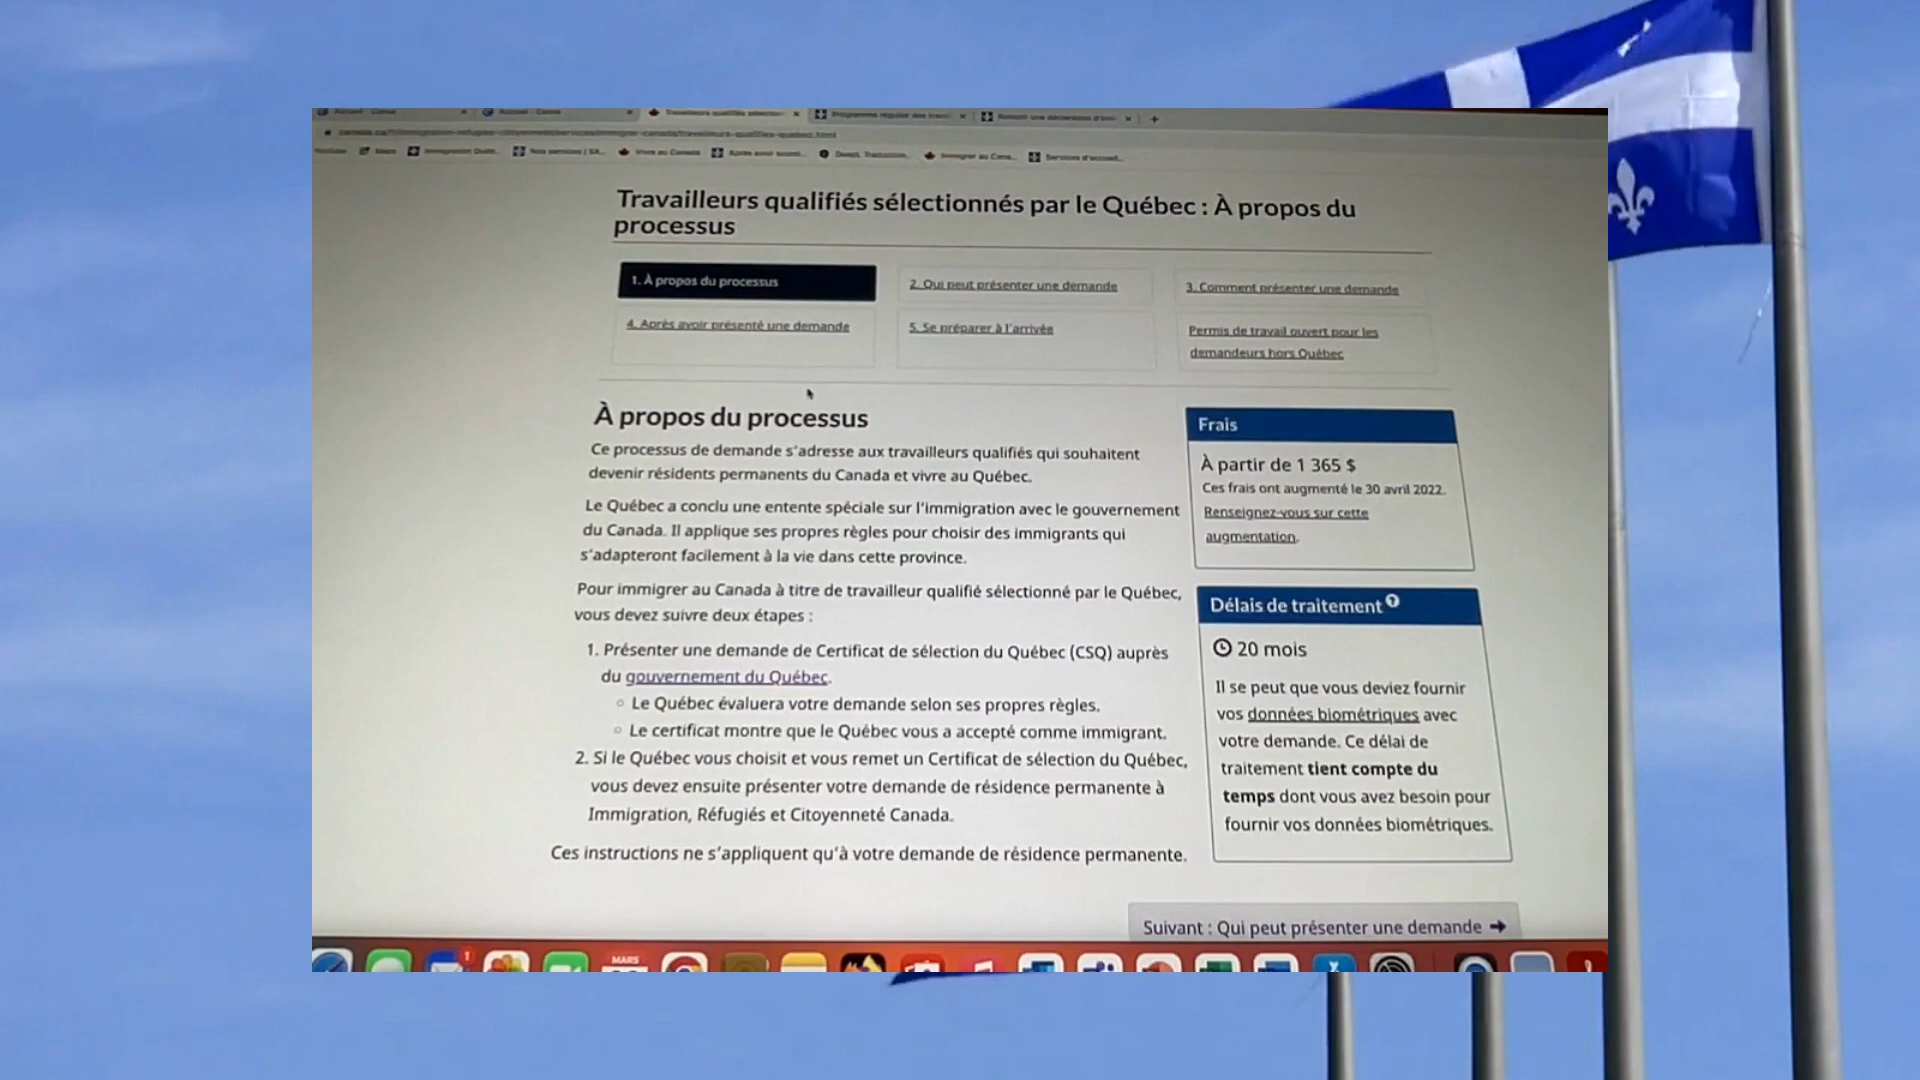 Travailleurs qualifiés sélectionnés par le Québec : À propos du
processus
1. À propos du processus
2. Qui peut présenter une demande
3. Comment présenter une demande
4. Après avoir présenté une demande
5. Se préparer à l'arrivée
Permis de travail ouvert pour les
demandeurs hors Québec
À propos du processus
Ce processus de demande s'adresse aux travailleurs qualifiés qui souhaitent
devenir résidents permanents du Canada et vivre au Québec.
Le Québec a conclu une entente spéciale sur l'immigration avec le gouvernement
du Canada. Il applique ses propres règles pour choisir des immigrants qui
s'adapteront facilement à la vie dans cette province.
Pour immigrer au Canada à titre de travailleur qualifié sélectionné par le Québec,
vous devez suivre deux étapes :
1. Présenter une demande de Certificat de sélection du Québec (CSQ) auprès
du gouvernement du Québec.
Le Québec évaluera votre demande selon ses propres règles.
Le certificat montre que le Québec vous a accepté comme immigrant.
2. Si le Québec vous choisit et vous remet un Certificat de sélection du Québec,
vous devez ensuite présenter votre demande de résidence permanente à
Immigration, Réfugiés et Citoyenneté Canada.
Ces instructions ne s'appliquent qu'à votre demande de résidence permanente.
Frais
À partir de 1 365 $
Ces frais ont augmenté le 30 avril 2022.
Renseignez-vous sur cette
augmentation.
Délais de traitement
20 mois
Il se peut que vous deviez fournir
vos données biométriques avec
votre demande. Ce délai de
traitement tient compte du
temps dont vous avez besoin pour
fournir vos données biométriques.
Suivant : Qui peut présenter une demande
MARS